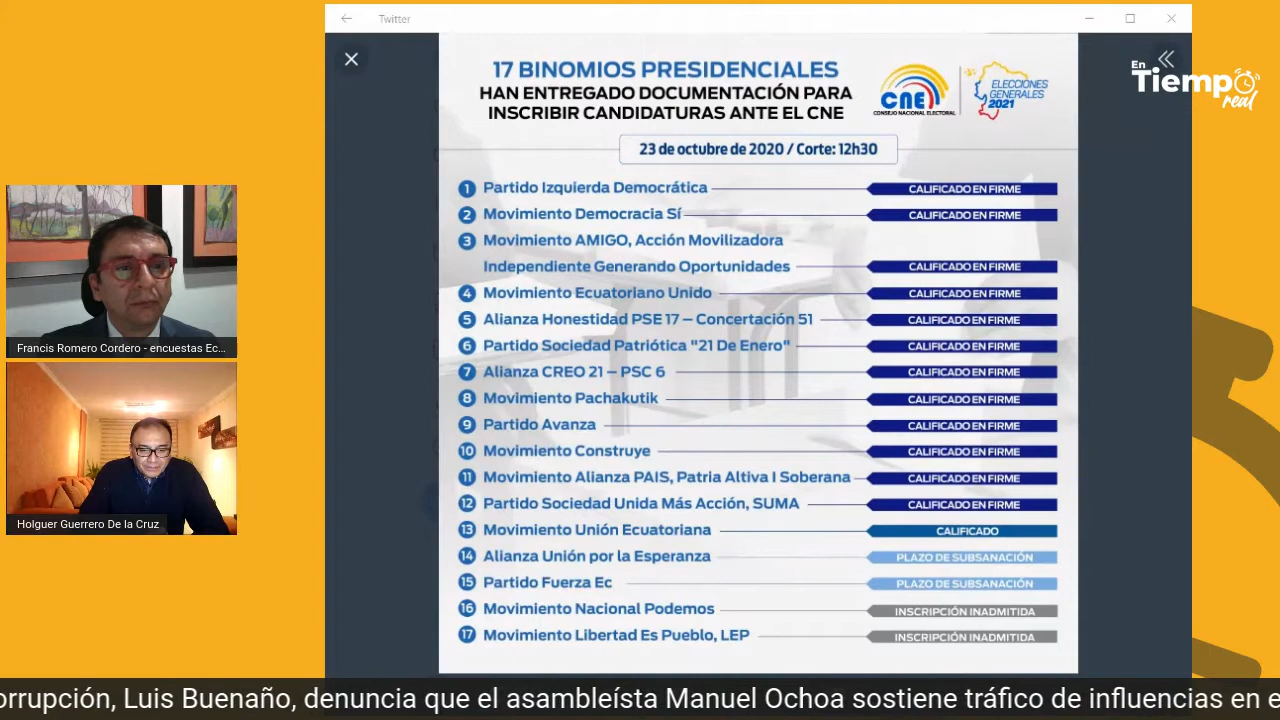 Twitter
En
Tiempo
real
17 BINOMIOS PRESIDENCIALES
HAN ENTREGADO DOCUMENTACIÓN PARA
INSCRIBIR CANDIDATURAS ANTE EL CNE
CNE
CONSEJO NACIONAL ELECTORAL
ELECCIONES
GENERALES
2021
23 de octubre de 2020 / Corte: 12h30
1 Partido Izquierda Democrática CALIFICADO EN FIRME
2 Movimiento Democracia Sí CALIFICADO EN FIRME
3 Movimiento AMIGO, Acción Movilizadora
Independiente Generando Oportunidades CALIFICADO EN FIRME
4 Movimiento Ecuatoriano Unido CALIFICADO EN FIRME
5 Alianza Honestidad PSE 17 – Concertación 51 CALIFICADO EN FIRME
6 Partido Sociedad Patriótica "21 De Enero" CALIFICADO EN FIRME
7 Alianza CREO 21 – PSC 6 CALIFICADO EN FIRME
8 Movimiento Pachakutik CALIFICADO EN FIRME
9 Partido Avanza CALIFICADO EN FIRME
10 Movimiento Construye CALIFICADO EN FIRME
11 Movimiento Alianza PAIS, Patria Altiva I Soberana CALIFICADO EN FIRME
12 Partido Sociedad Unida Más Acción, SUMA CALIFICADO EN FIRME
13 Movimiento Unión Ecuatoriana CALIFICADO
14 Alianza Unión por la Esperanza PLAZO DE SUBSANACIÓN
15 Partido Fuerza Ec PLAZO DE SUBSANACIÓN
16 Movimiento Nacional Podemos INSCRIPCIÓN INADMITIDA
17 Movimiento Libertad Es Pueblo, LEP INSCRIPCIÓN INADMITIDA
Francis Romero Cordero - encuestas Ec...
Holguer Guerrero De la Cruz
orrupción, Luis Buenaño, denuncia que el asambleísta Manuel Ochoa sostiene tráfico de influencias en e